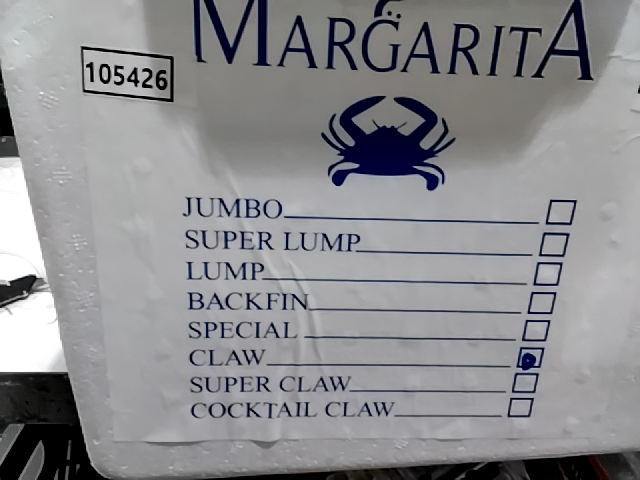 MARGARITA
105426
JUMBO
SUPER LUMP
LUMP
BACKFIN
SPECIAL
CLAW
SUPER CLAW
COCKTAIL CLAW